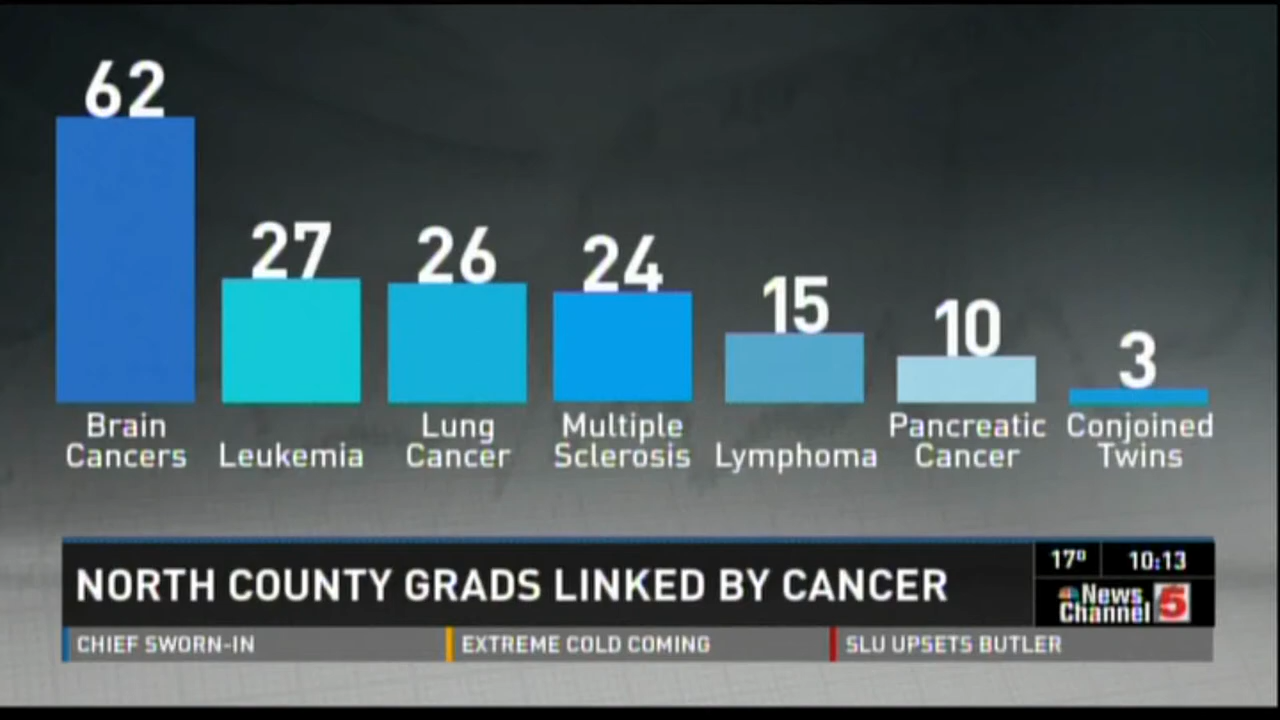 62
27
26
24
15
10
3
Brain Cancers
Leukemia
Lung Cancer
Multiple Sclerosis
Lymphoma
Pancreatic Cancer
Conjoined Twins
NORTH COUNTY GRADS LINKED BY CANCER
17º
10:13
News Channel 5
CHIEF SWORN-IN
EXTREME COLD COMING
SLU UPSETS BUTLER